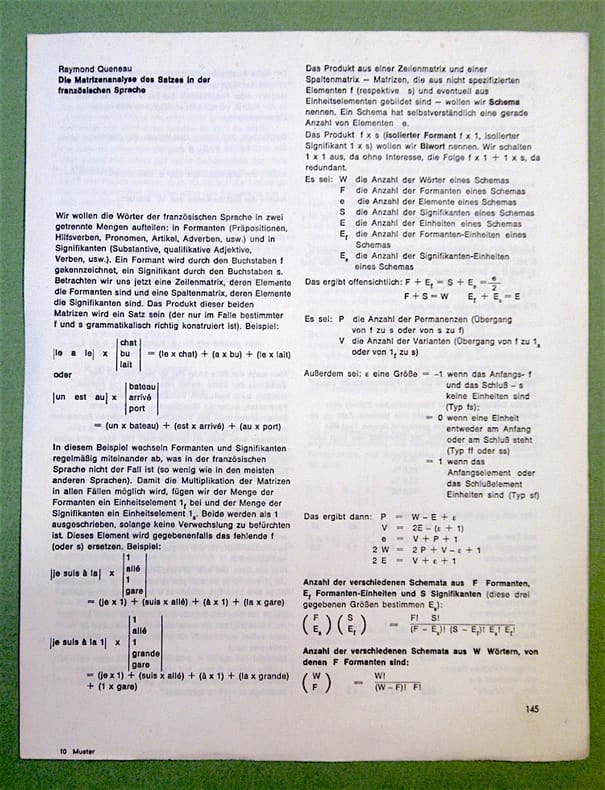 Raymond Queneau
Die Matrizenanalyse des Satzes in der
französischen Sprache
Wir wollen die Wörter der französischen Sprache in zwei
getrennte Mengen aufteilen: in Formanten (Präpositionen,
Hilfsverben, Pronomen, Artikel, Adverben, usw.) und in
Signifikanten (Substantive, qualifikative Adjektive,
Verben, usw.). Ein Formant wird durch den Buchstaben f
gekennzeichnet, ein Signifikant durch den Buchstaben s.
Betrachten wir uns jetzt eine Zeilenmatrix, deren Elemente
die Formanten sind und eine Spaltenmatrix, deren Elemente
die Signifikanten sind. Das Produkt dieser beiden
Matrizen wird ein Satz sein (der nur im Falle bestimmter
f und s grammatikalisch richtig konstruiert ist). Beispiel:
chat
|le a le| x | bu | = (le x chat) + (a x bu) + (le x lait)
lait
oder
bateau
|un est au| x | arrivé |
port
= (un x bateau) + (est x arrivé) + (au x port)
In diesem Beispiel wechseln Formanten und Signifikanten
regelmäßig miteinander ab, was in der französischen
Sprache nicht der Fall ist (so wenig wie in den meisten
anderen Sprachen). Damit die Multiplikation der Matrizen
in allen Fällen möglich wird, fügen wir der Menge der
Formanten ein Einheitselement 1f bei und der Menge der
Signifikanten ein Einheitselement 1s. Beide werden als 1
ausgeschrieben, solange keine Verwechslung zu befürchten
ist. Dieses Element wird gegebenenfalls das fehlende f
(oder s) ersetzen. Beispiel:
1
allé
|je suis à la| x | 1
gare
= (je x 1) + (suis x allé) + (à x 1) + (la x gare)
1
allé
|je suis à la 1| x | 1
grande
gare
= (je x 1) + (suis x allé) + (à x 1) + (la x grande)
+ (1 x gare)
10 Muster
Das Produkt aus einer Zeilenmatrix und einer
Spaltenmatrix – Matrizen, die aus nicht spezifizierten
Elementen f (respektive s) und eventuell aus
Einheitselementen gebildet sind – wollen wir Schema
nennen. Ein Schema hat selbstverständlich eine gerade
Anzahl von Elementen e.
Das Produkt f x s (isolierter Formant f x 1, isolierter
Signifikant 1 x s) wollen wir Biwort nennen. Wir schalten
1 x 1 aus, da ohne Interesse, die Folge f x 1 + 1 x s, da
redundant.
Es sei: W die Anzahl der Wörter eines Schemas
F die Anzahl der Formanten eines Schemas
e die Anzahl der Elemente eines Schemas
S die Anzahl der Signifikanten eines Schemas
E die Anzahl der Einheiten eines Schemas
Ef die Anzahl der Formanten-Einheiten eines
Schemas
Es die Anzahl der Signifikanten-Einheiten
eines Schemas
Das ergibt offensichtlich: F + Ef = S + Es = e/2
F + S = W Ef + Es = E
Es sei: P die Anzahl der Permanenzen (Übergang
von f zu s oder von s zu f)
V die Anzahl der Varianten (Übergang von f zu 1s
oder von 1f zu s)
Außerdem sei: ε eine Größe = –1 wenn das Anfangs- f
und das Schluß – s
keine Einheiten sind
(Typ fs);
= 0 wenn eine Einheit
entweder am Anfang
oder am Schluß steht
(Typ ff oder ss)
= 1 wenn das
Anfangselement oder
das Schlußelement
Einheiten sind (Typ sf)
Das ergibt dann: P = W – E + ε
V = 2E – (ε + 1)
e = V + P + 1
2 W = 2 P + V – ε + 1
2 E = V + ε + 1
Anzahl der verschiedenen Schemata aus F Formanten,
Ef Formanten-Einheiten und S Signifikanten (diese drei
gegebenen Größen bestimmen Es):
(F Es) (S Ef) = F! S! / (F – Es)! (S – Ef)! Es! Ef!
Anzahl der verschiedenen Schemata aus W Wörtern, von
denen F Formanten sind:
(W F) = W! / (W – F)! F!
145